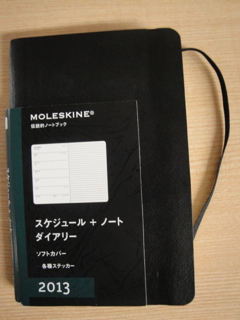 MOLESKINE®
伝説的ノートブック
スケジュール + ノート
ダイアリー
ソフトカバー
各種ステッカー
2013